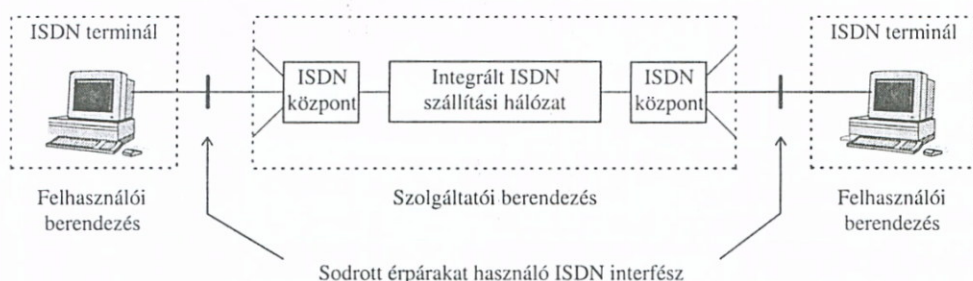 ISDN terminál
ISDN terminál
ISDN
központ
Integrált ISDN
szállítási hálózat
ISDN
központ
Felhasználói
berendezés
Szolgáltatói berendezés
Felhasználói
berendezés
Sodrott érpárakat használó ISDN interfész